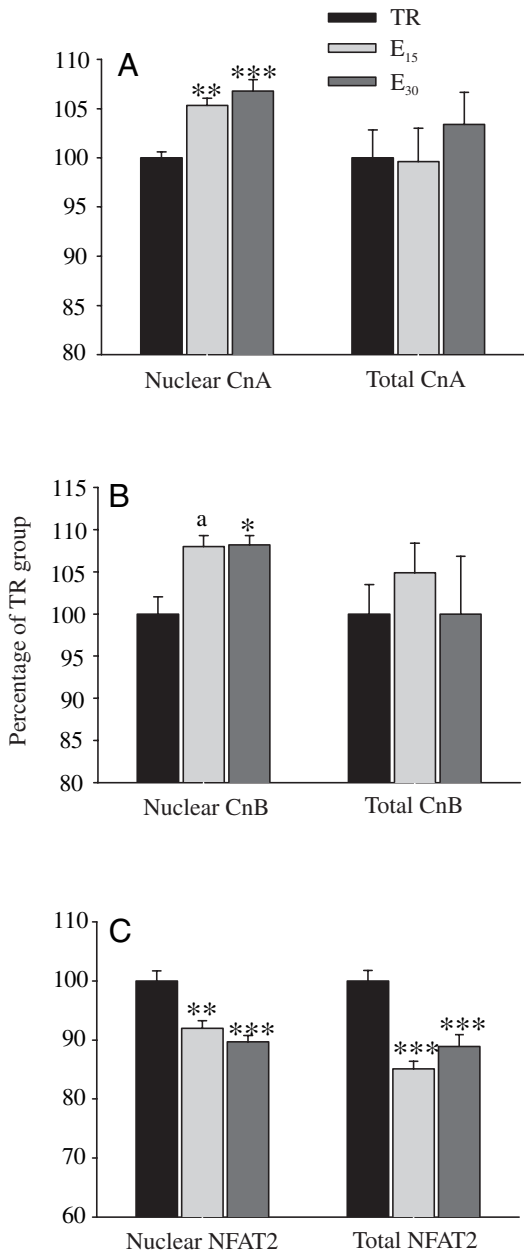 TR
E15
E30
A
110
105
100
95
90
85
80
** ***
Nuclear CnA Total CnA
Percentage of TR group
B
115
110
105
100
95
90
85
80
a *
Nuclear CnB Total CnB
C
110
100
90
80
70
60
** *** *** ***
Nuclear NFAT2 Total NFAT2